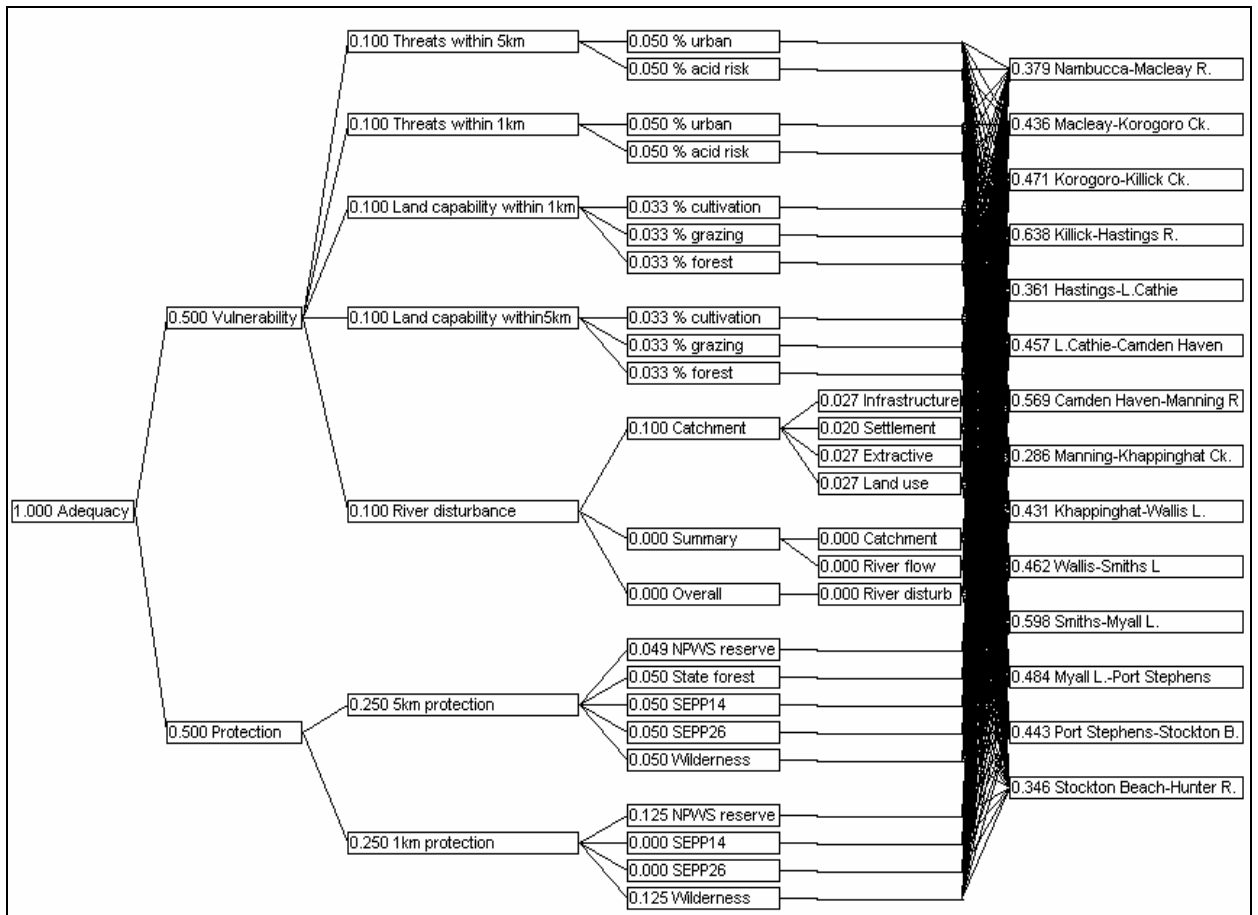 1.000 Adequacy
0.500 Vulnerability
0.500 Protection
0.100 Threats within 5km
0.100 Threats within 1km
0.100 Land capability within 1km
0.100 Land capability within5km
0.100 River disturbance
0.250 5km protection
0.250 1km protection
0.050 % urban
0.050 % acid risk
0.050 % urban
0.050 % acid risk
0.033 % cultivation
0.033 % grazing
0.033 % forest
0.033 % cultivation
0.033 % grazing
0.033 % forest
0.100 Catchment
0.000 Summary
0.000 Overall
0.049 NPWS reserve
0.050 State forest
0.050 SEPP14
0.050 SEPP26
0.050 Wilderness
0.125 NPWS reserve
0.000 SEPP14
0.000 SEPP26
0.125 Wilderness
0.027 Infrastructure
0.020 Settlement
0.027 Extractive
0.027 Land use
0.000 Catchment
0.000 River flow
0.000 River disturb
0.379 Nambucca-Macleay R.
0.436 Macleay-Korogoro Ck.
0.471 Korogoro-Killick Ck.
0.638 Killick-Hastings R.
0.361 Hastings-L.Cathie
0.457 L.Cathie-Camden Haven
0.569 Camden Haven-Manning R
0.286 Manning-Khappinghat Ck.
0.431 Khappinghat-Wallis L.
0.462 Wallis-Smiths L
0.598 Smiths-Myall L.
0.484 Myall L.-Port Stephens
0.443 Port Stephens-Stockton B.
0.346 Stockton Beach-Hunter R.